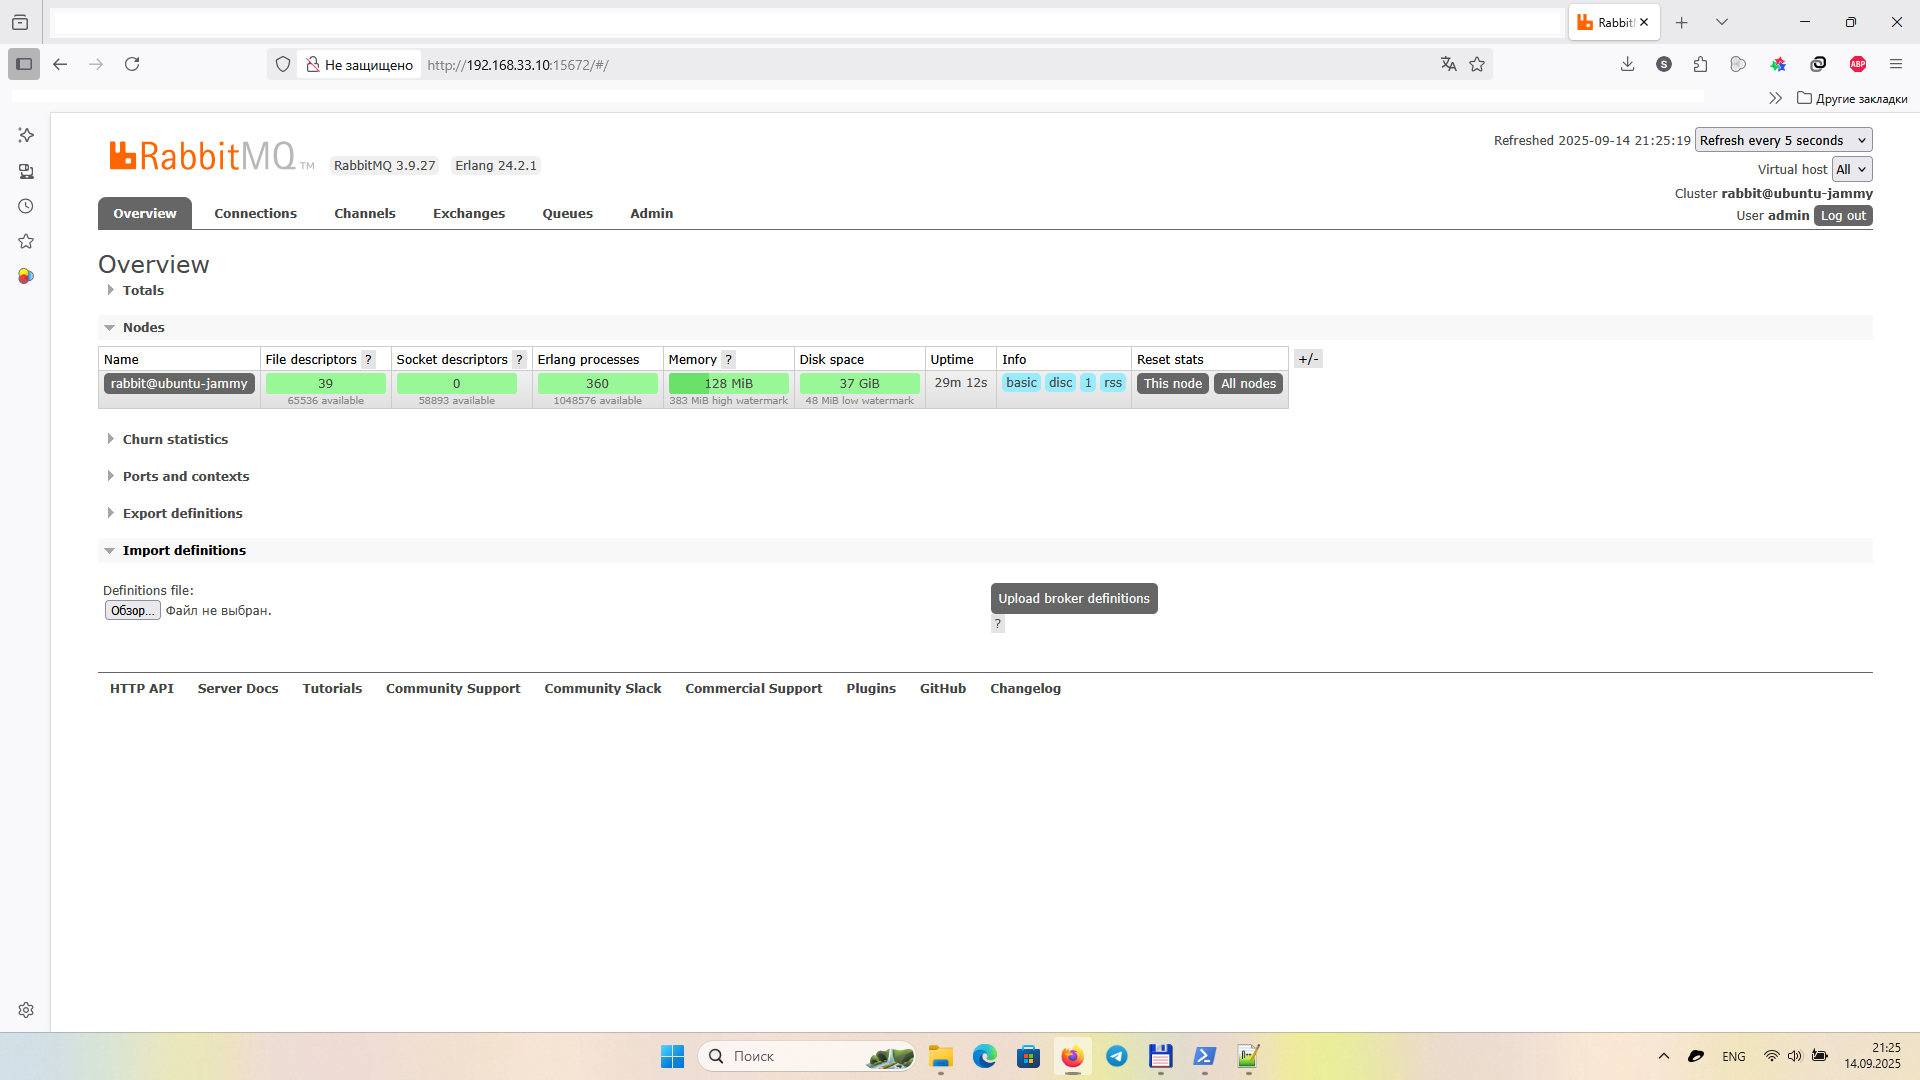 Rabbit
Не защищено
http://192.168.33.10:15672/#/
S
ABP
Другие закладки
RabbitMQ TM
RabbitMQ 3.9.27
Erlang 24.2.1
Refreshed 2025-09-14 21:25:19
Refresh every 5 seconds
Virtual host All
Cluster rabbit@ubuntu-jammy
User admin Log out
Overview
Connections
Channels
Exchanges
Queues
Admin
Overview
Totals
Nodes
Name
File descriptors ?
Socket descriptors ?
Erlang processes
Memory ?
Disk space
Uptime
Info
Reset stats
+/-
rabbit@ubuntu-jammy
39
65536 available
0
58893 available
360
1048576 available
128 MiB
383 MiB high watermark
37 GiB
48 MiB low watermark
29m 12s
basic disc 1 rss
This node All nodes
Churn statistics
Ports and contexts
Export definitions
Import definitions
Definitions file:
Обзор... Файл не выбран.
Upload broker definitions
?
HTTP API
Server Docs
Tutorials
Community Support
Community Slack
Commercial Support
Plugins
GitHub
Changelog
Поиск
ENG
21:25
14.09.2025